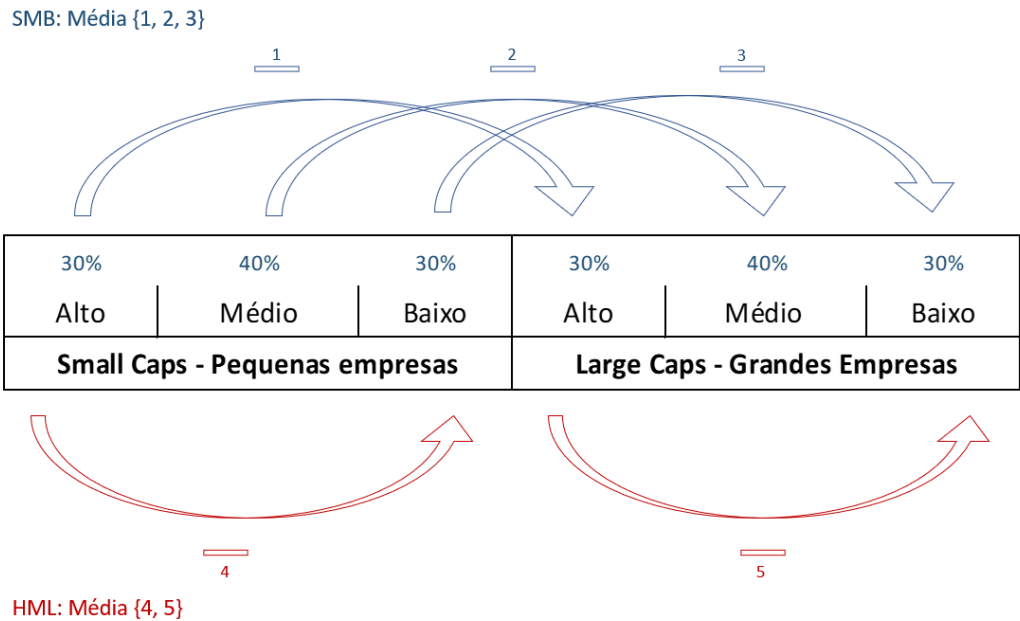 SMB: Média {1, 2, 3}
1 2 3
30% 40% 30% 30% 40% 30%
Alto Médio Baixo Alto Médio Baixo
Small Caps - Pequenas empresas Large Caps - Grandes Empresas
4 5
HML: Média {4, 5}